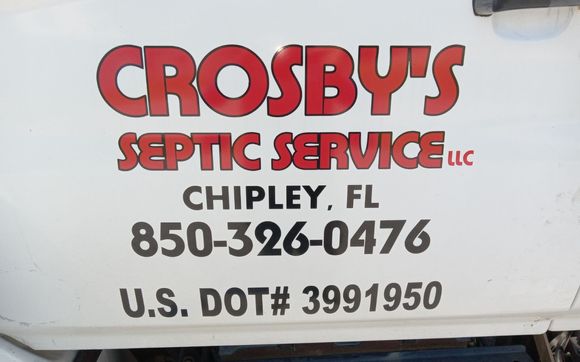 CROSBY'S
SEPTIC SERVICE LLC
CHIPLEY, FL
850-326-0476
U.S. DOT# 3991950